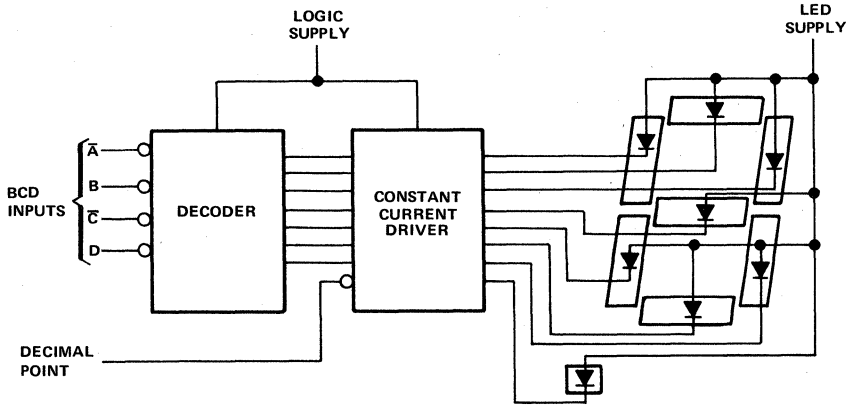 LOGIC
SUPPLY
LED
SUPPLY
BCD
INPUTS
A̅
B
C̅
D
DECODER
CONSTANT
CURRENT
DRIVER
DECIMAL
POINT